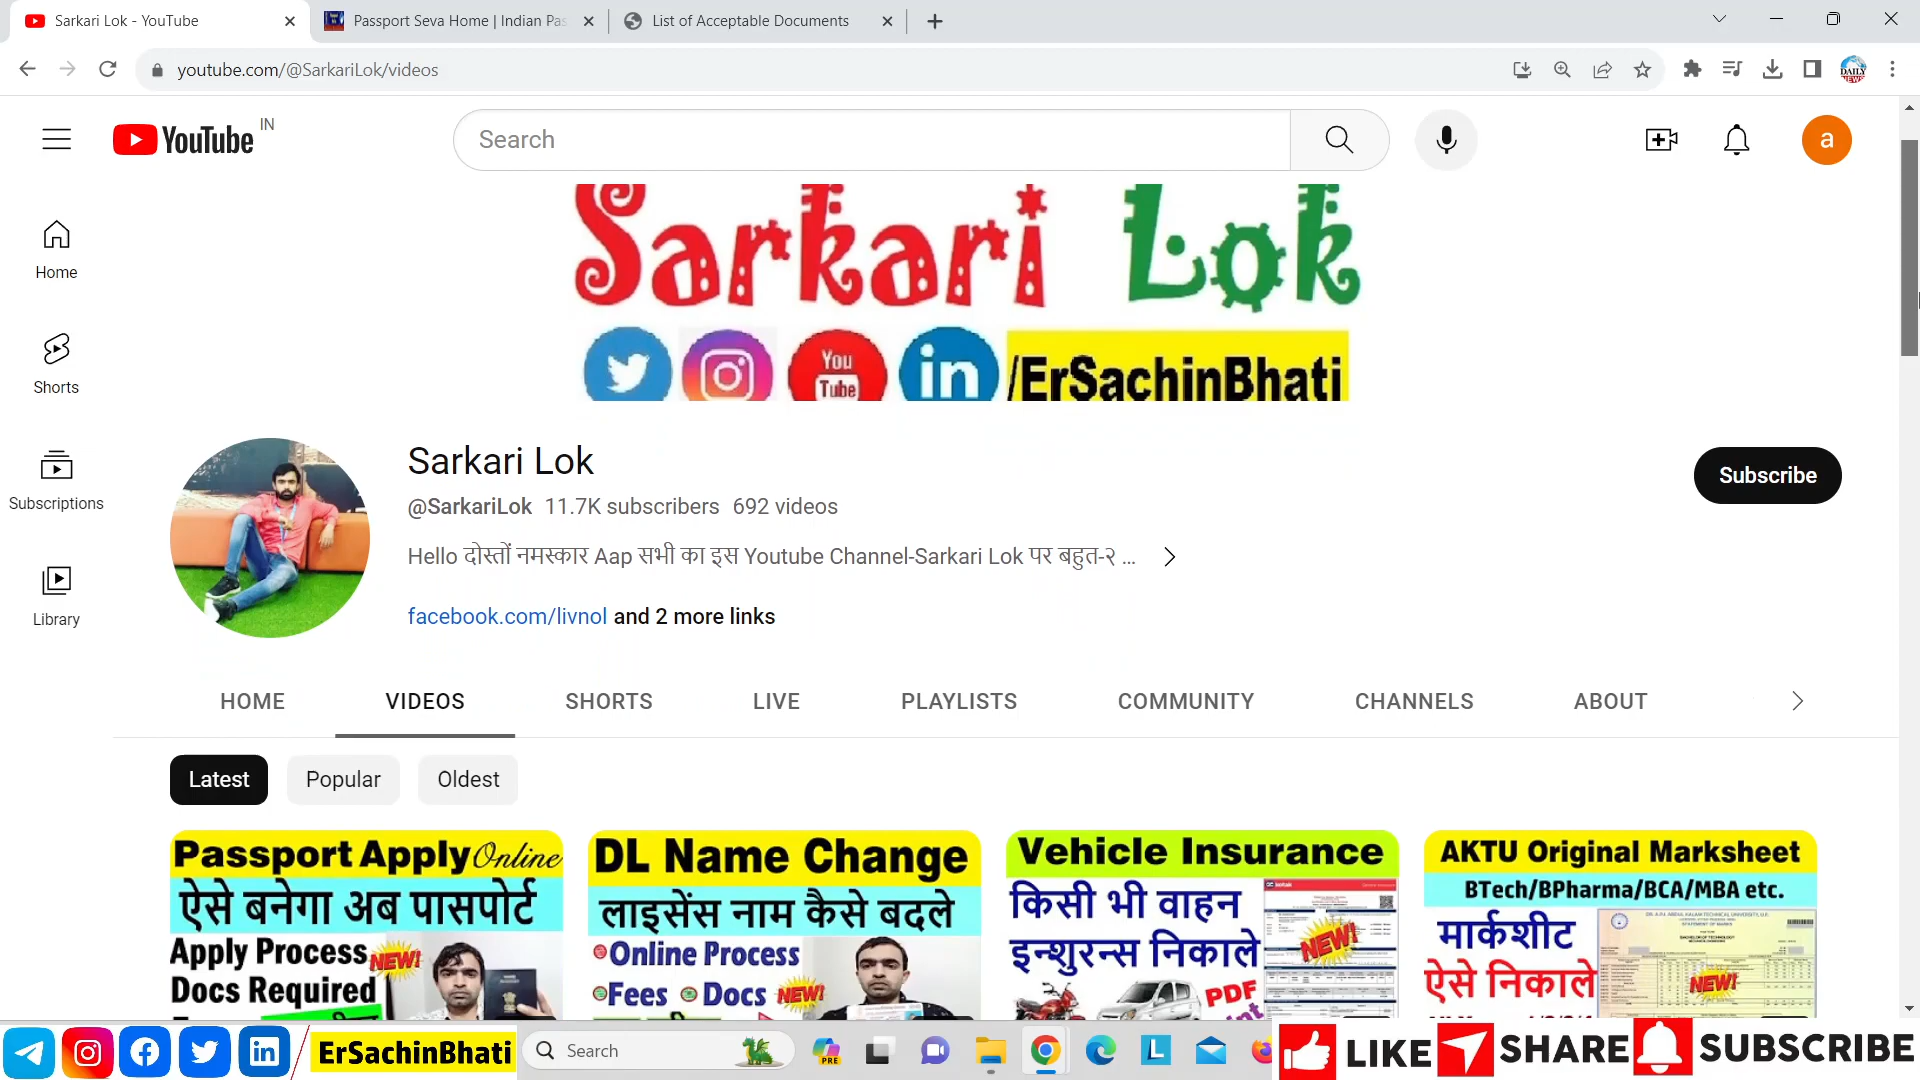 Sarkari Lok - YouTube
Passport Seva Home | Indian Pas
List of Acceptable Documents
youtube.com/@SarkariLok/videos
DAILY NEWS
YouTube IN
Search
a
Home
Shorts
Subscriptions
Library
Sarkari Lok
You Tube
in
/ErSachinBhati
Sarkari Lok
Subscribe
@SarkariLok 11.7K subscribers 692 videos
Hello दोस्तों नमस्कार Aap सभी का इस Youtube Channel-Sarkari Lok पर बहुत-२ ...
facebook.com/livnol and 2 more links
HOME VIDEOS SHORTS LIVE PLAYLISTS COMMUNITY CHANNELS ABOUT
Latest Popular Oldest
Passport Apply Online
ऐसे बनेगा अब पासपोर्ट
Apply Process
NEW!
Docs Required
DL Name Change
लाइसेंस नाम कैसे बदले
Online Process
Fees Docs
NEW!
Vehicle Insurance
किसी भी वाहन
इन्शुरन्स निकाले
NEW!
PDF
AKTU Original Marksheet
BTech/BPharma/BCA/MBA etc.
मार्कशीट
ऐसे निकाले
NEW!
in
ErSachinBhati
Search
PRE
L
LIKE
SHARE
SUBSCRIBE